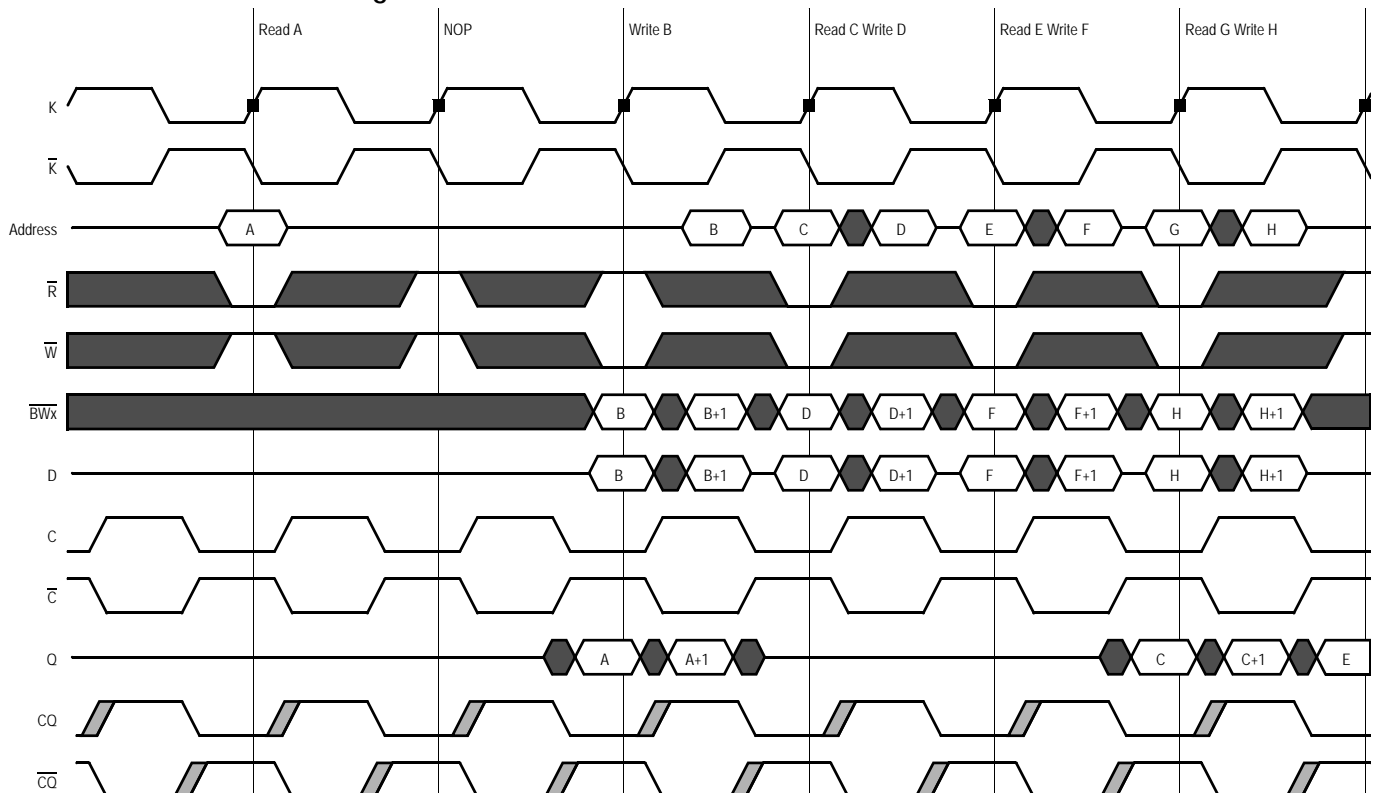 Read A NOP Write B Read C Write D Read E Write F Read G Write H
K
K
Address A B C D E F G H
R
W
BWx B B+1 D D+1 F F+1 H H+1
D B B+1 D D+1 F F+1 H H+1
C
C
Q A A+1 C C+1 E
CQ
CQ